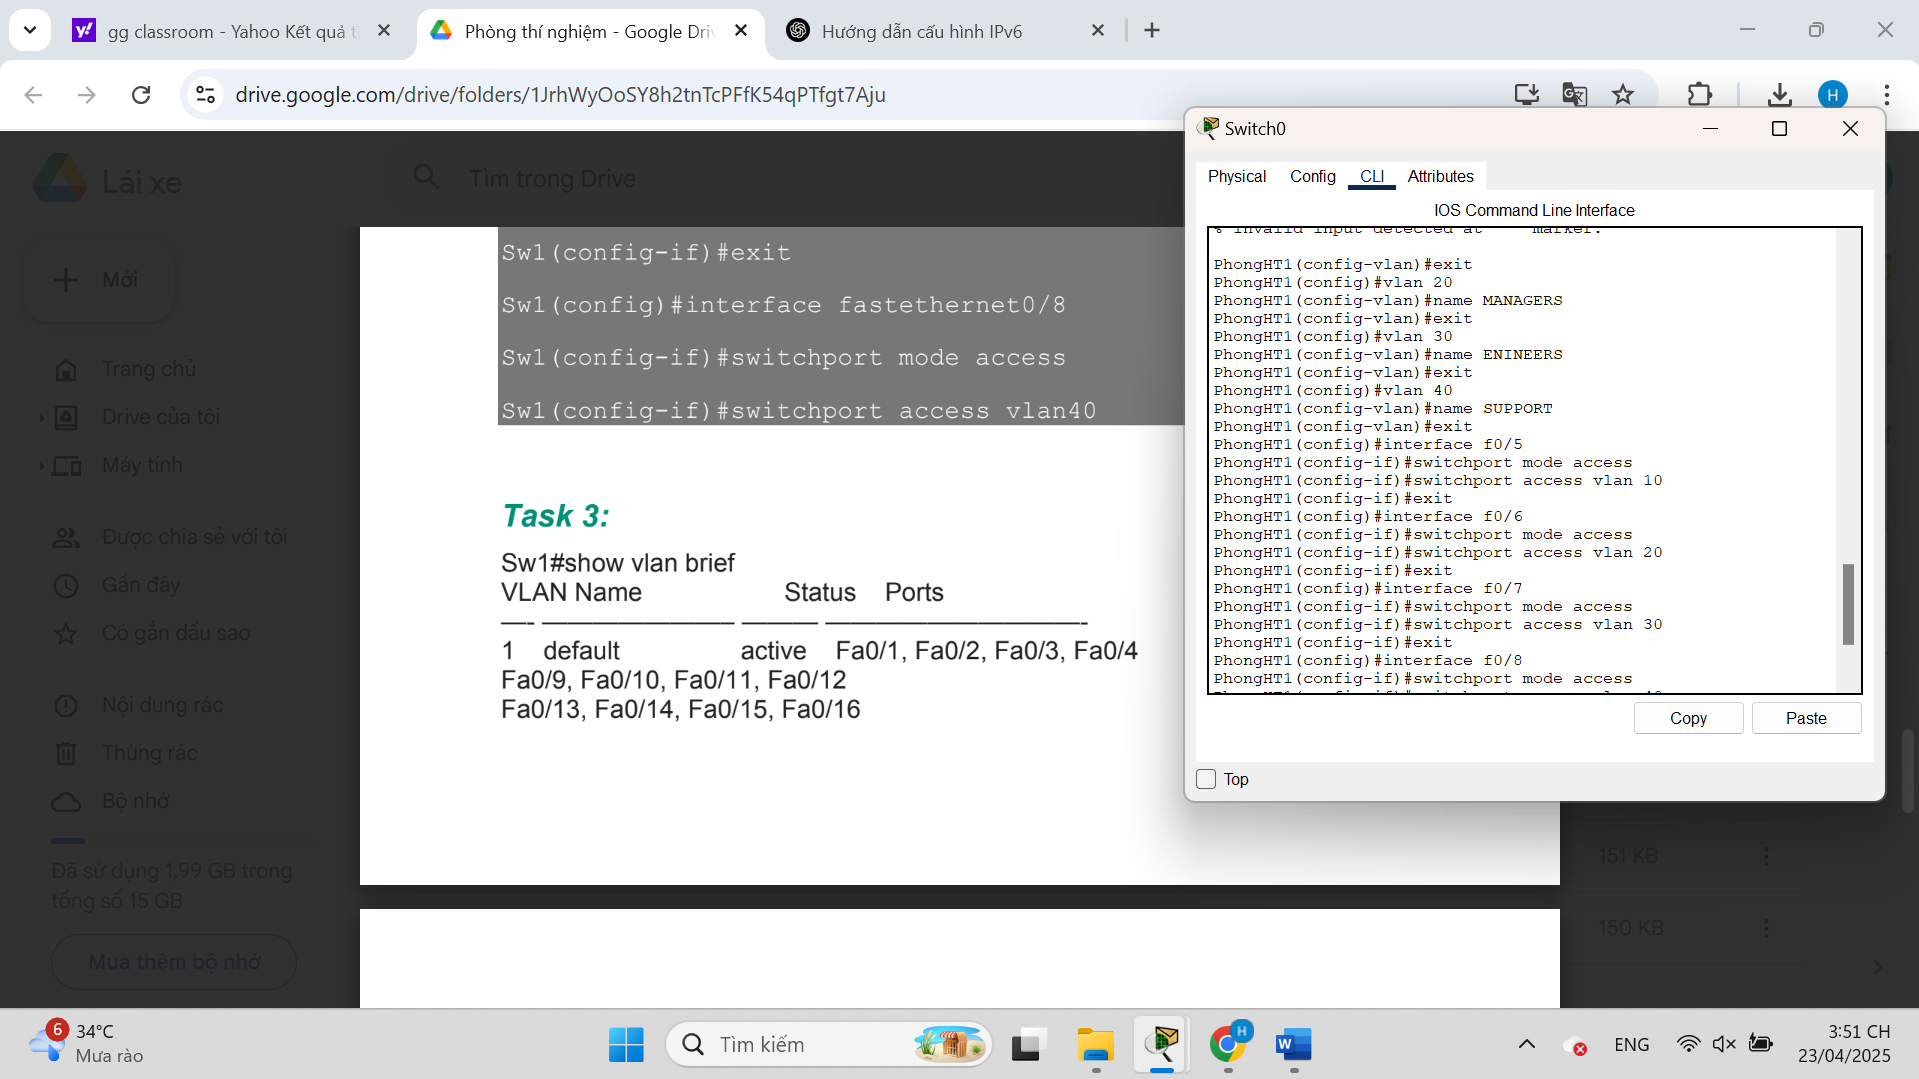 gg classroom - Yahoo Kết quả t
Phòng thí nghiệm - Google Driv
Hướng dẫn cấu hình IPv6
drive.google.com/drive/folders/1JrhWyOoSY8h2tnTcPFfK54qPTfgt7Aju
H
Lái xe
Tìm trong Drive
Mới
Trang chủ
Drive của tôi
Máy tính
Được chia sẻ với tôi
Gần đây
Có gắn dấu sao
Nội dung rác
Thùng rác
Bộ nhớ
Đã sử dụng 1,99 GB trong
tổng số 15 GB
Mua thêm bộ nhớ
Sw1(config-if)#exit
Sw1(config)#interface fastethernet0/8
Sw1(config-if)#switchport mode access
Sw1(config-if)#switchport access vlan40
Task 3:
Sw1#show vlan brief
VLAN Name Status Ports
1 default active Fa0/1, Fa0/2, Fa0/3, Fa0/4
Fa0/9, Fa0/10, Fa0/11, Fa0/12
Fa0/13, Fa0/14, Fa0/15, Fa0/16
Switch0
Physical Config CLI Attributes
IOS Command Line Interface
% Invalid input detected at marker.
PhongHT1(config-vlan)#exit
PhongHT1(config)#vlan 20
PhongHT1(config-vlan)#name MANAGERS
PhongHT1(config-vlan)#exit
PhongHT1(config)#vlan 30
PhongHT1(config-vlan)#name ENINEERS
PhongHT1(config-vlan)#exit
PhongHT1(config)#vlan 40
PhongHT1(config-vlan)#name SUPPORT
PhongHT1(config-vlan)#exit
PhongHT1(config)#interface f0/5
PhongHT1(config-if)#switchport mode access
PhongHT1(config-if)#switchport access vlan 10
PhongHT1(config-if)#exit
PhongHT1(config)#interface f0/6
PhongHT1(config-if)#switchport mode access
PhongHT1(config-if)#switchport access vlan 20
PhongHT1(config-if)#exit
PhongHT1(config)#interface f0/7
PhongHT1(config-if)#switchport mode access
PhongHT1(config-if)#switchport access vlan 30
PhongHT1(config-if)#exit
PhongHT1(config)#interface f0/8
PhongHT1(config-if)#switchport mode access
Copy Paste
Top
151 KB
150 KB
6
34°C
Mưa rào
Tìm kiếm
H
W
ENG
3:51 CH
23/04/2025